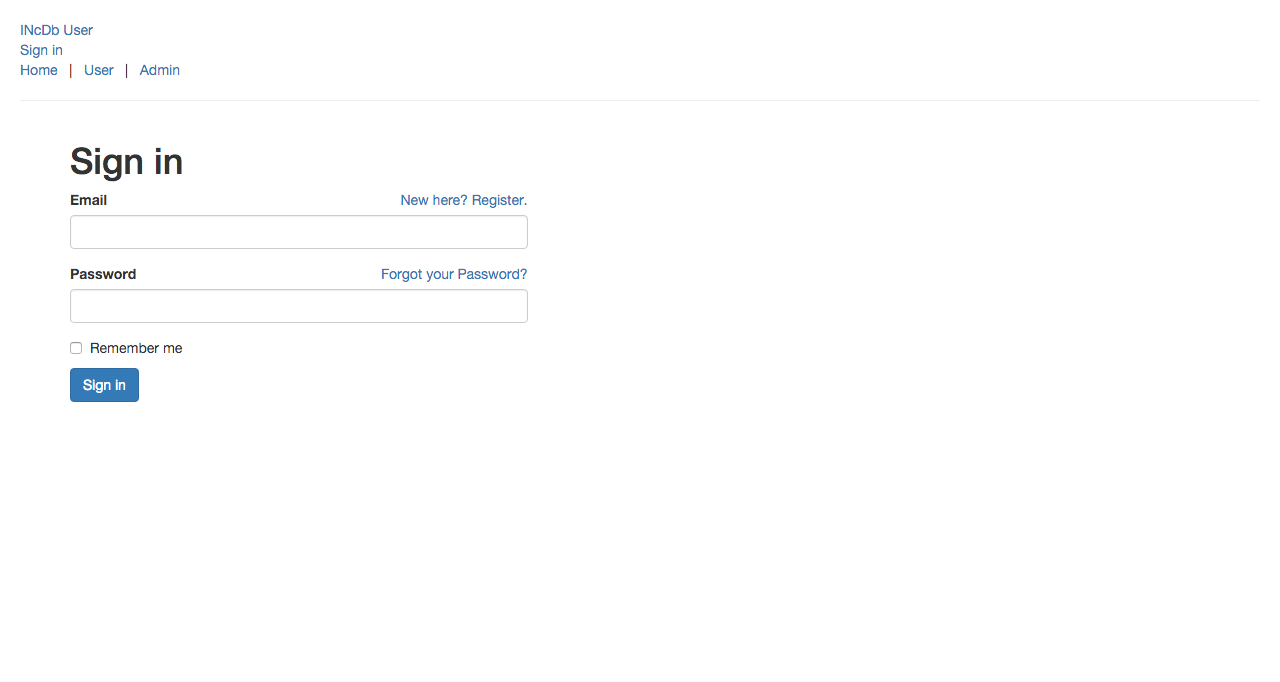 INcDb User
Sign in
Home | User | Admin
Sign in
Email New here? Register.
Password Forgot your Password?
Remember me
Sign in